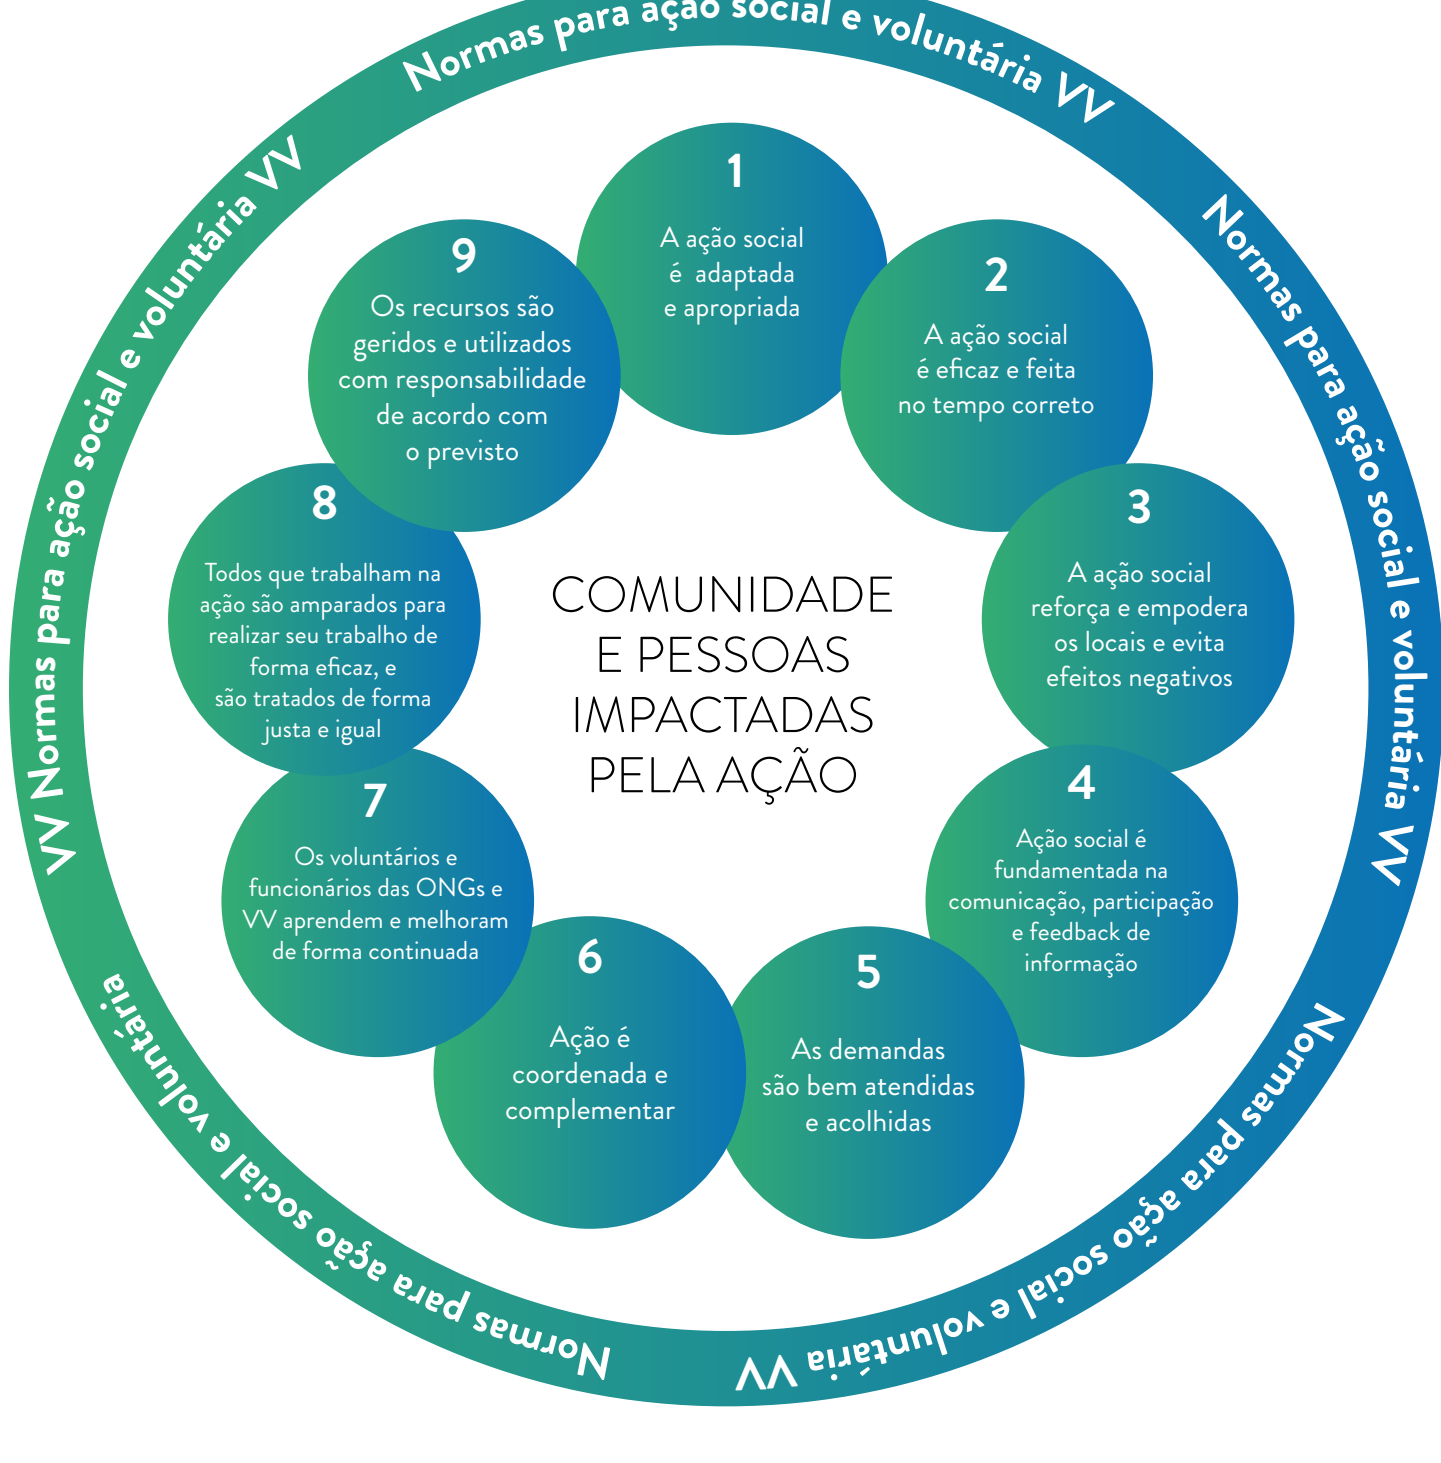 Normas para ação social e voluntária VV
Normas para ação social e voluntária VV
Normas para ação social e voluntária VV
Normas para ação social e voluntária
VV Normas para ação social e voluntária VV
1
A ação social
é adaptada
e apropriada
2
A ação social
é eficaz e feita
no tempo correto
3
A ação social
reforça e empodera
os locais e evita
efeitos negativos
4
Ação social é
fundamentada na
comunicação, participação
e feedback de
informação
5
As demandas
são bem atendidas
e acolhidas
6
Ação é
coordenada e
complementar
7
Os voluntários e
funcionários das ONGs e
VV aprendem e melhoram
de forma continuada
8
Todos que trabalham na
ação são amparados para
realizar seu trabalho de
forma eficaz, e
são tratados de forma
justa e igual
9
Os recursos são
geridos e utilizados
com responsabilidade
de acordo com
o previsto
COMUNIDADE
E PESSOAS
IMPACTADAS
PELA AÇÃO